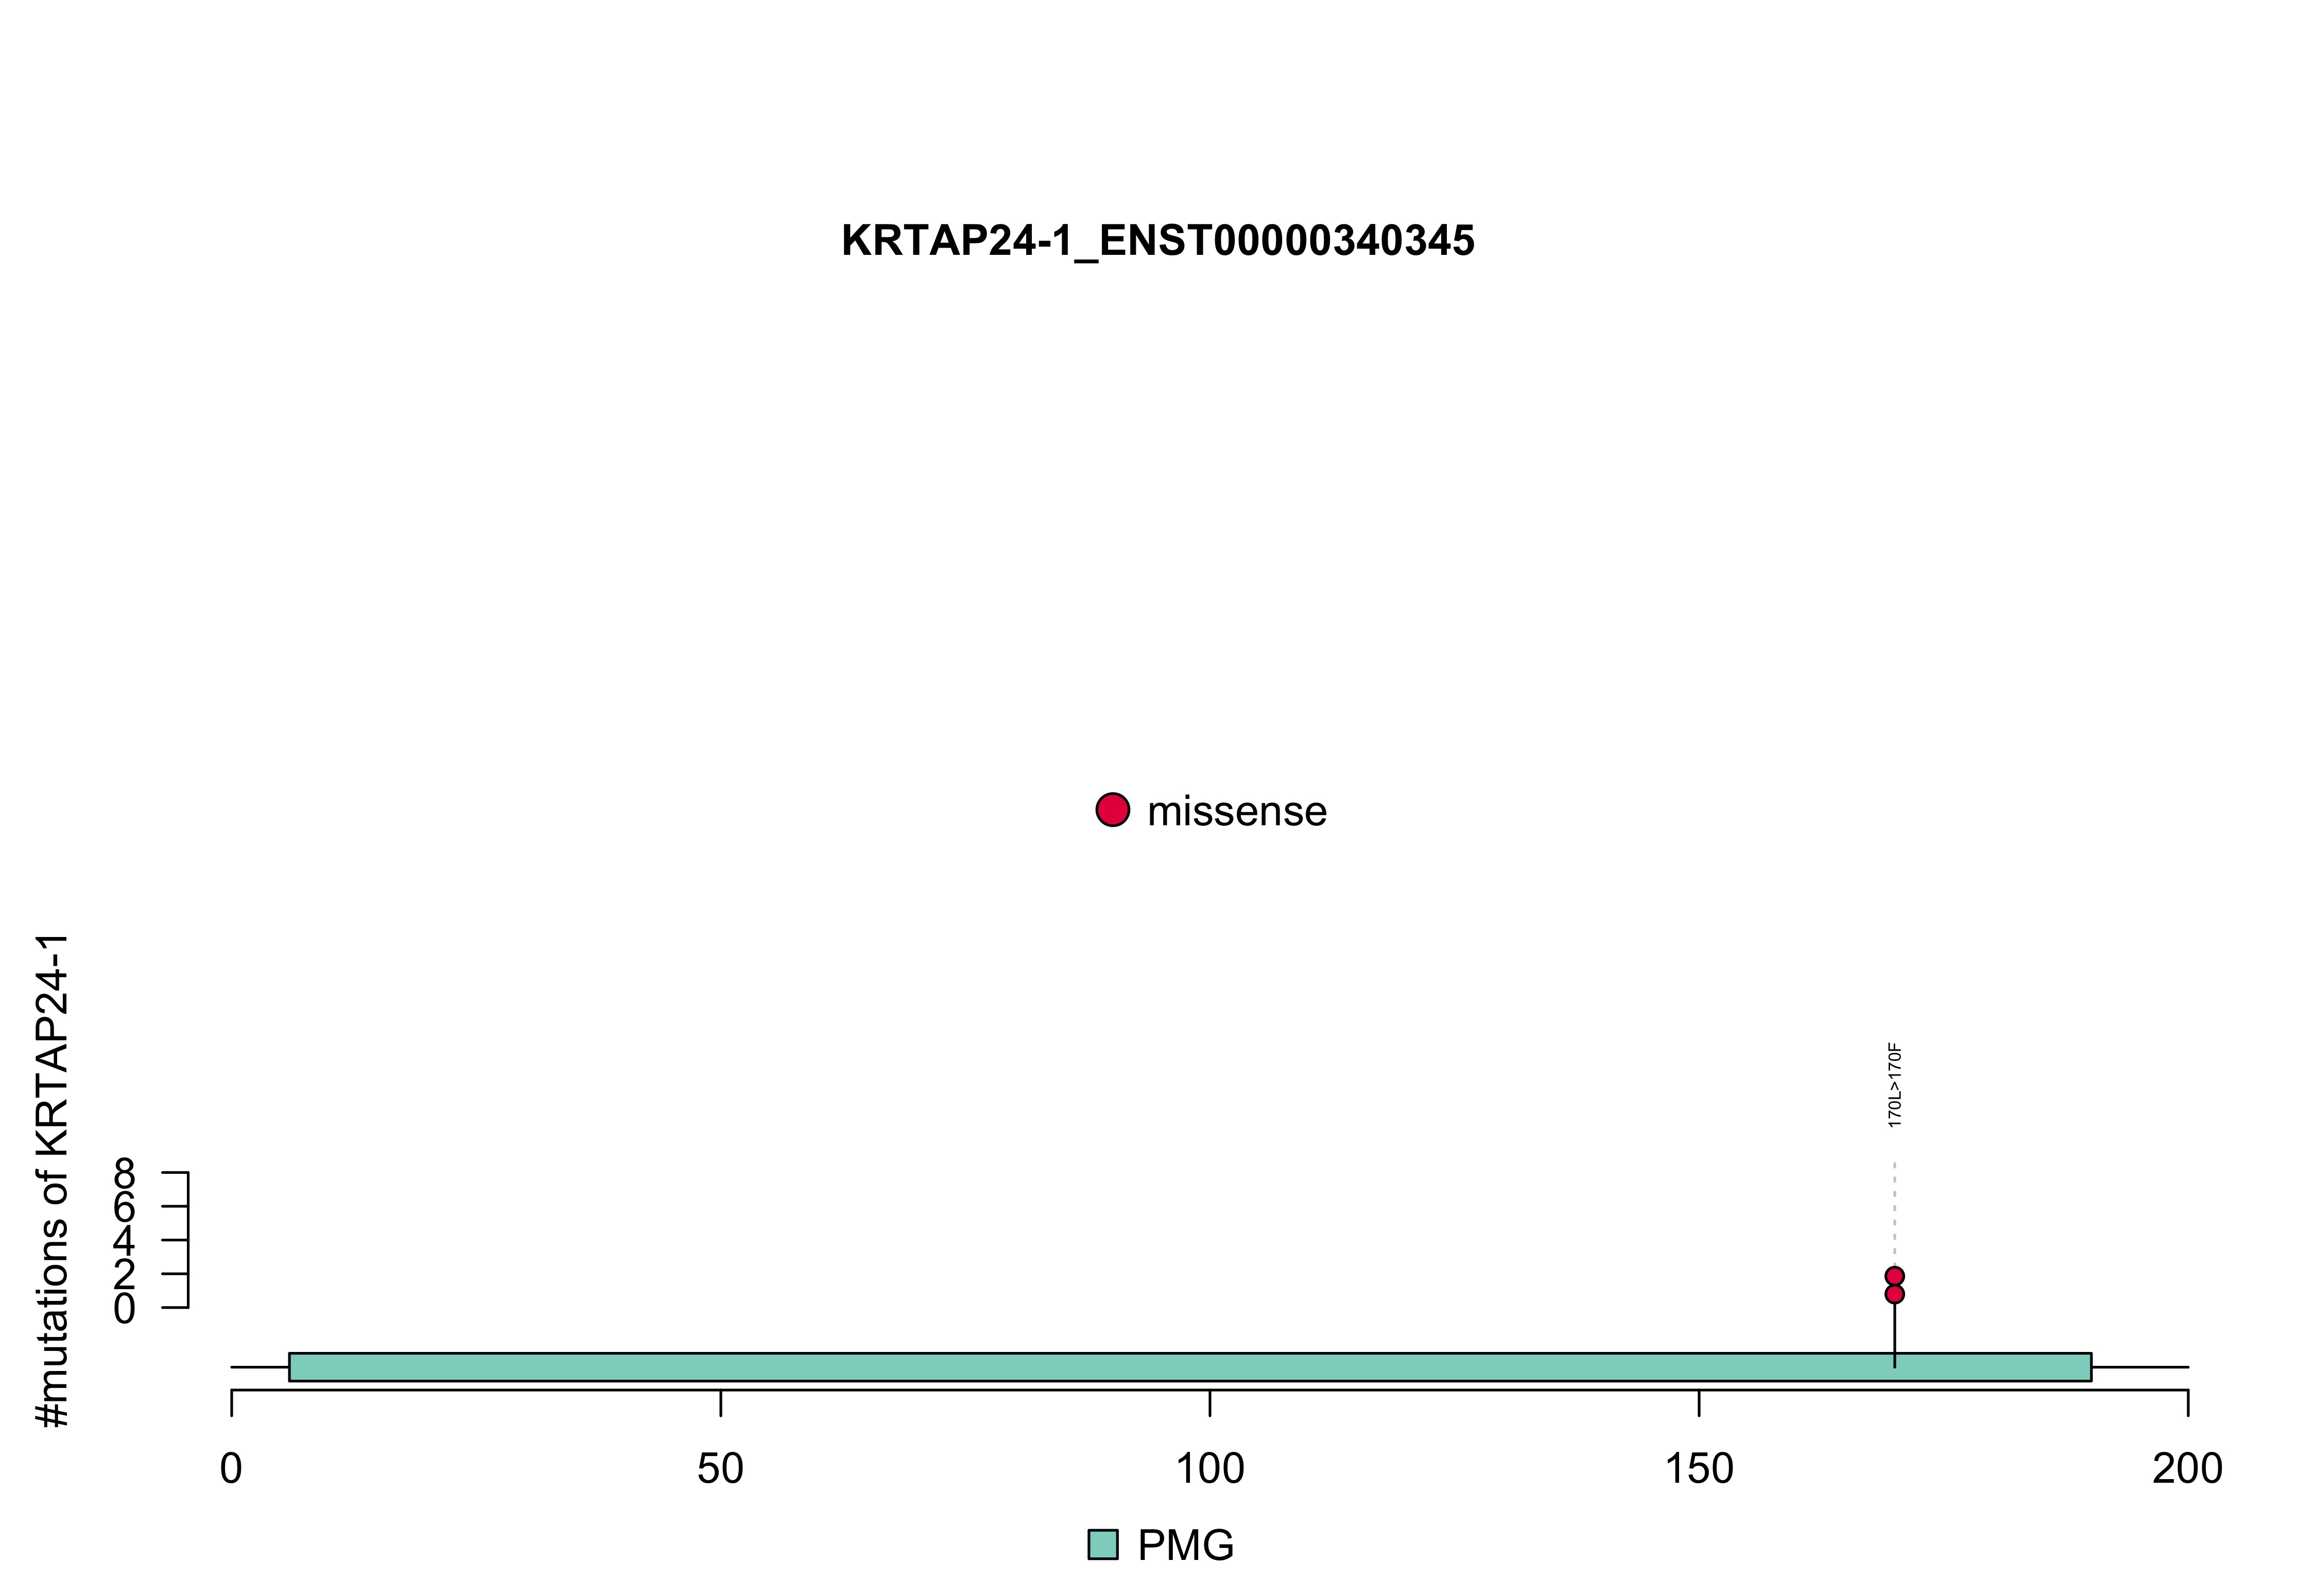 KRTAP24-1_ENST00000340345
missense
#mutations of KRTAP24-1
170L>170F
8
6
4
2
0
0 50 100 150 200
PMG